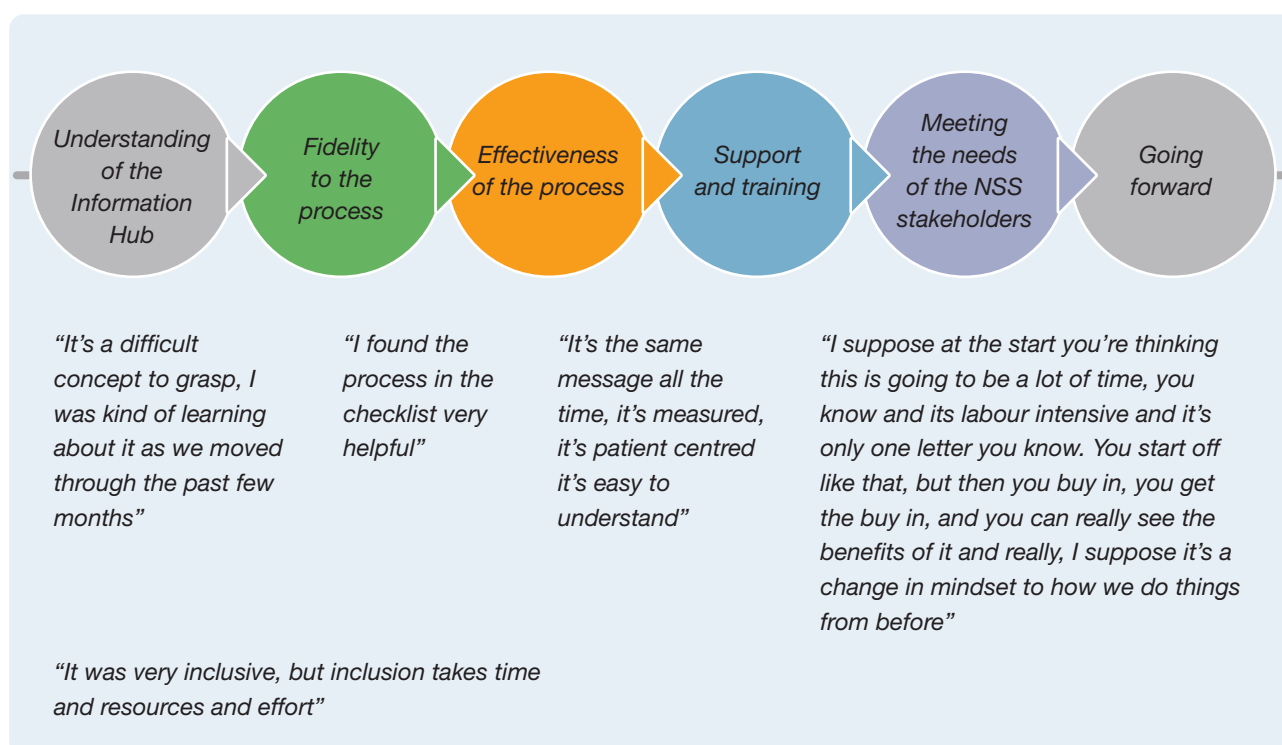 Understanding
of the
Information
Hub
Fidelity
to the
process
Effectiveness
of the process
Support
and training
Meeting
the needs
of the NSS
stakeholders
Going
forward
“It’s a difficult
concept to grasp, I
was kind of learning
about it as we moved
through the past few
months”
“I found the
process in the
checklist very
helpful”
“It’s the same
message all the
time, it’s measured,
it’s patient centred
it’s easy to
understand”
“I suppose at the start you’re thinking
this is going to be a lot of time, you
know and its labour intensive and it’s
only one letter you know. You start off
like that, but then you buy in, you get
the buy in, and you can really see the
benefits of it and really, I suppose it’s a
change in mindset to how we do things
from before”
“It was very inclusive, but inclusion takes time
and resources and effort”